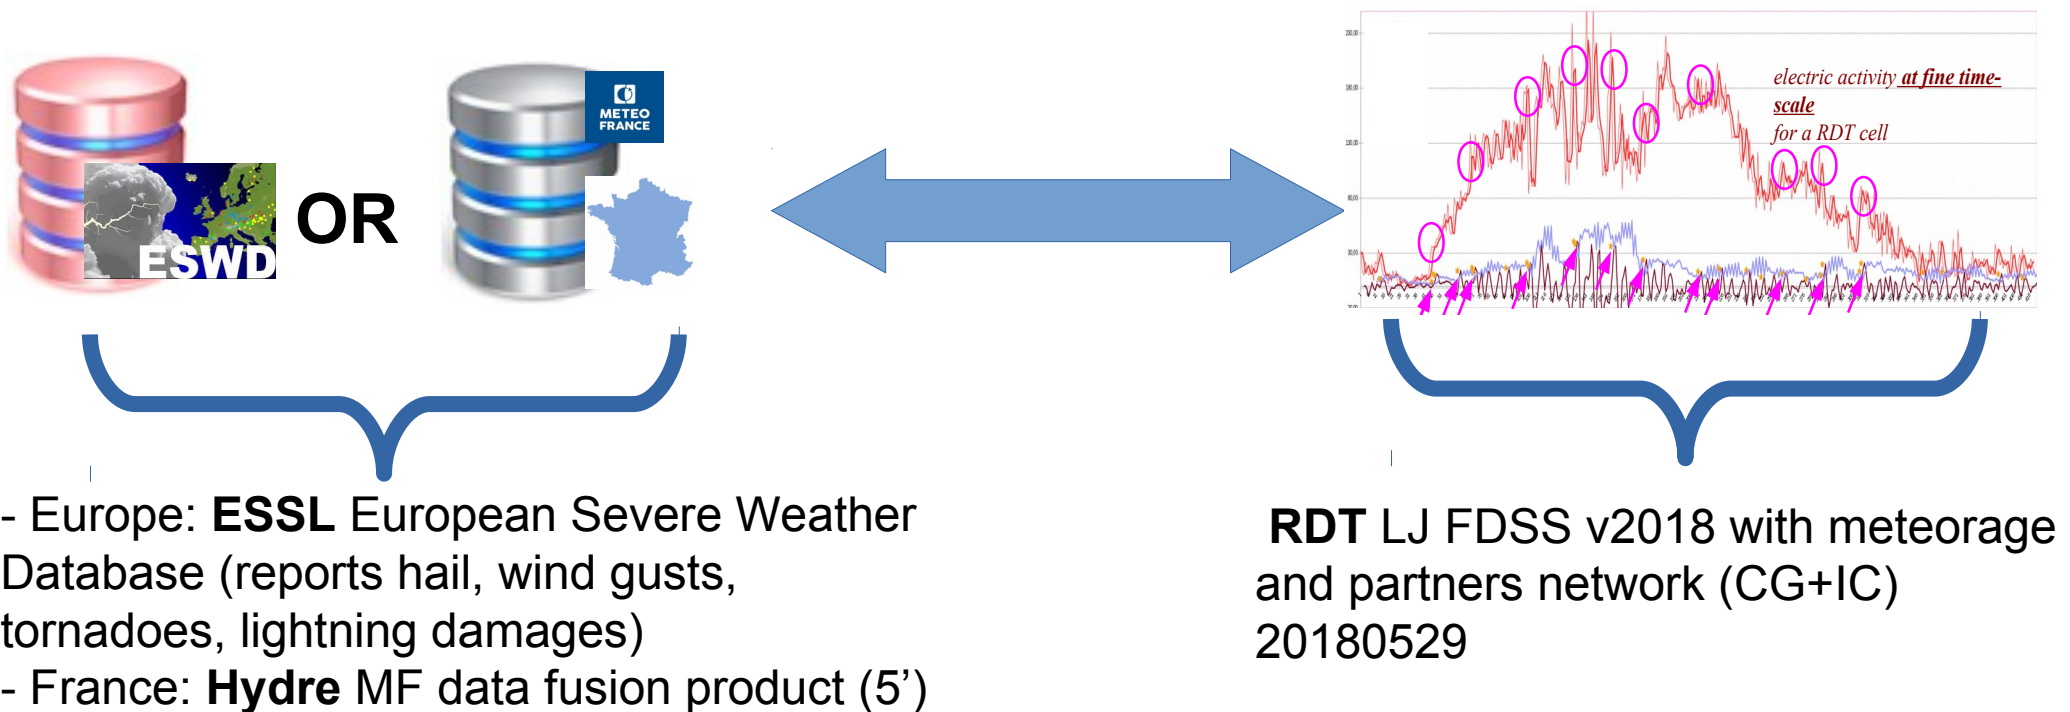 METEO
FRANCE
ESWD
OR
electric activity at fine time-
scale
for a RDT cell
- Europe: ESSL European Severe Weather
Database (reports hail, wind gusts,
tornadoes, lightning damages)
- France: Hydre MF data fusion product (5’)
RDT LJ FDSS v2018 with meteorage
and partners network (CG+IC)
20180529